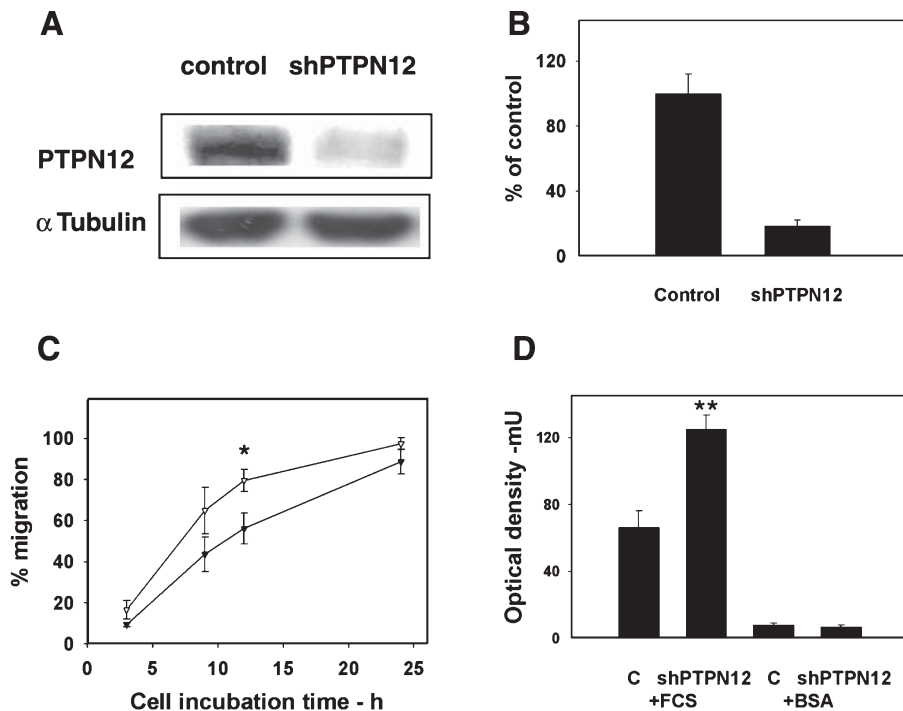 A
control shPTPN12
PTPN12
α Tubulin
B
% of control
120
80
40
0
Control shPTPN12
C
% migration
100
80
60
40
20
0
*
0 5 10 15 20 25
Cell incubation time - h
D
Optical density -mU
120
80
40
0
**
C shPTPN12 C shPTPN12
+FCS +BSA